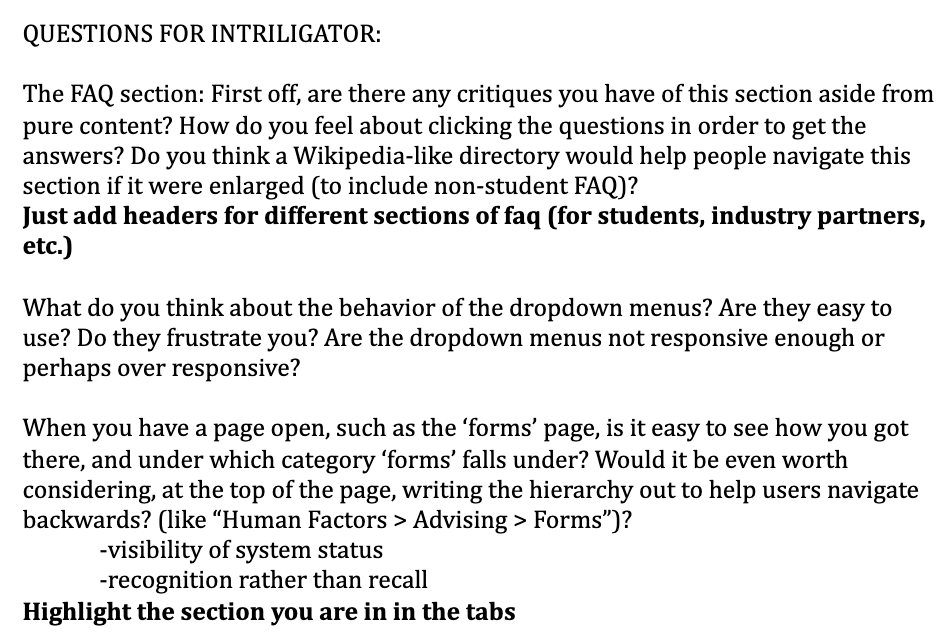 QUESTIONS FOR INTRILIGATOR:
The FAQ section: First off, are there any critiques you have of this section aside from
pure content? How do you feel about clicking the questions in order to get the
answers? Do you think a Wikipedia-like directory would help people navigate this
section if it were enlarged (to include non-student FAQ)?
Just add headers for different sections of faq (for students, industry partners,
etc.)
What do you think about the behavior of the dropdown menus? Are they easy to
use? Do they frustrate you? Are the dropdown menus not responsive enough or
perhaps over responsive?
When you have a page open, such as the ‘forms’ page, is it easy to see how you got
there, and under which category ‘forms’ falls under? Would it be even worth
considering, at the top of the page, writing the hierarchy out to help users navigate
backwards? (like “Human Factors > Advising > Forms”)?
-visibility of system status
-recognition rather than recall
Highlight the section you are in in the tabs